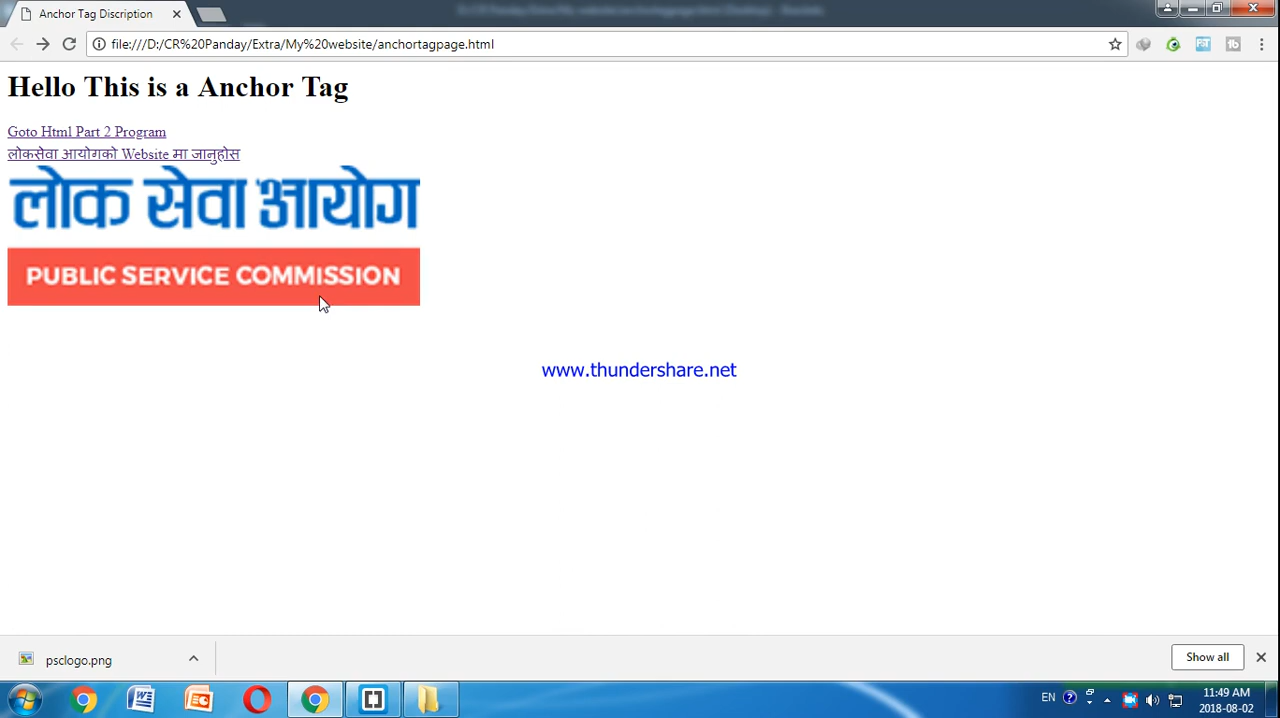 Anchor Tag Discription
file:///D:/CR%20Panday/Extra/My%20website/anchortagpage.html
Hello This is a Anchor Tag
Goto Html Part 2 Program
लोकसेवा आयोगको Website मा जानुहोस
लोक सेवा आयोग
PUBLIC SERVICE COMMISSION
www.thundershare.net
psclogo.png
Show all
EN
11:49 AM
2018-08-02